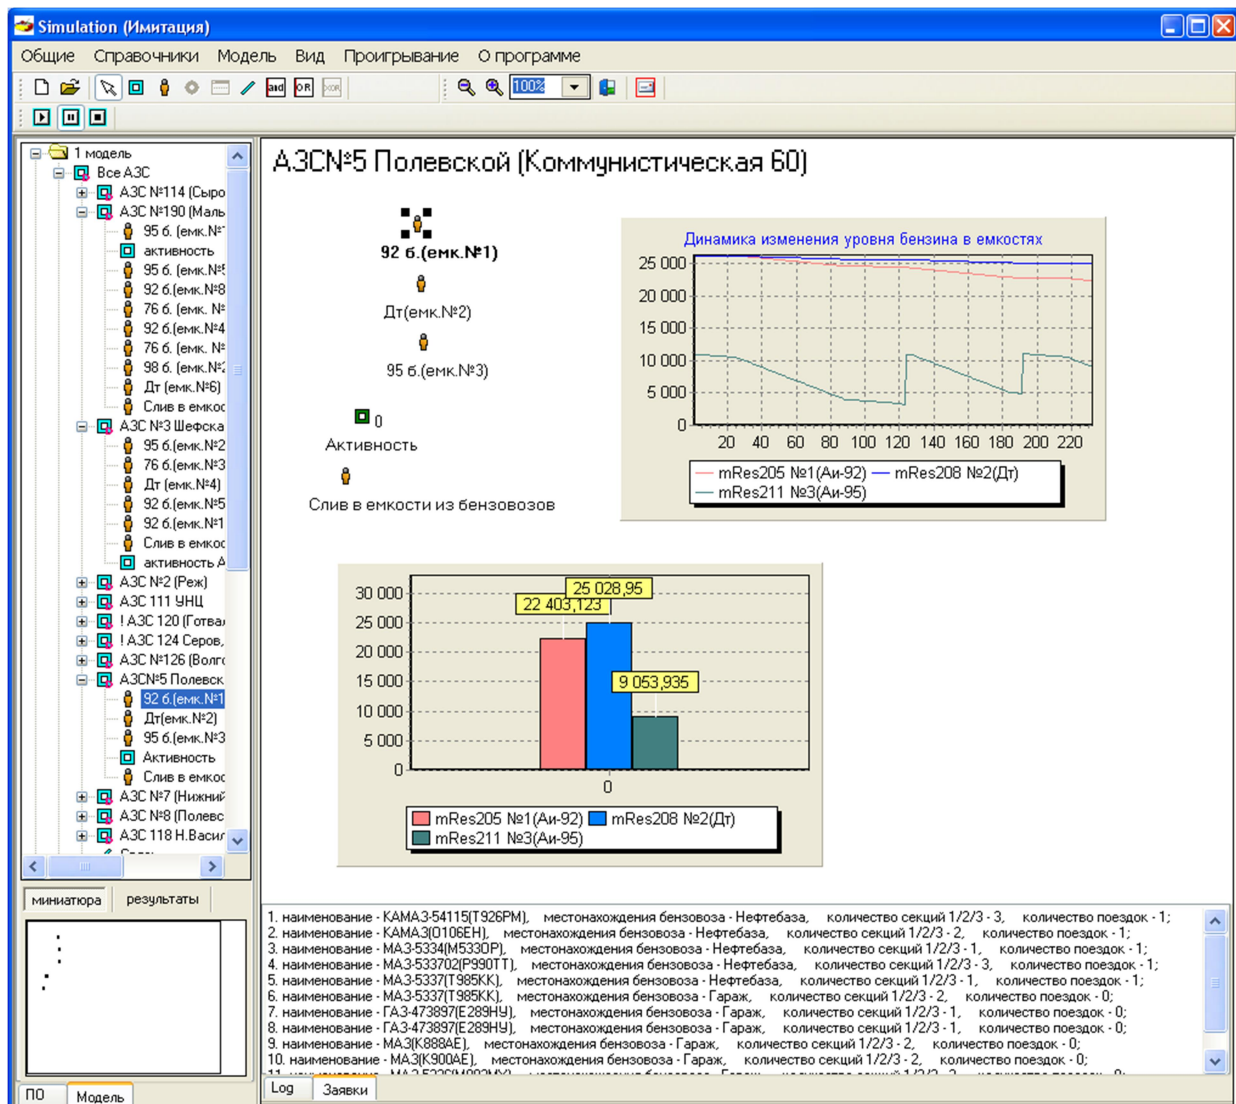 Simulation (Имитация)
Общие Справочники Модель Вид Проигрывание О программе
and OR XOR 100%
1 модель
Все АЗС
АЗС №114 (Сыро
АЗС №190 (Маль
95 б. (емк.№
активность
95 б. (емк.№5
92 б.(емк.№8
76 б. (емк. №
92 б.(емк.№4
76 б. (емк. №
98 б. (емк.№2
Дт (емк.№6)
Слив в емкос
АЗС №3 Шефска
95 б.(емк.№2
76 б.(емк.№3
Дт (емк.№4)
92 б.(емк.№5
92 б.(емк.№1
Слив в емкос
активность А
АЗС №2 (Реж)
АЗС 111 УНЦ
! АЗС 120 (Готвал
! АЗС 124 Серов,
АЗС №126 (Волго
АЗС№5 Полевск
92 б.(емк.№1
Дт(емк.№2)
95 б.(емк.№3
Активность
Слив в емкос
АЗС №7 (Нижний
АЗС №8 (Полевс
АЗС 118 Н.Васил
миниатюра результаты
ПО Модель
АЗС№5 Полевской (Коммунистическая 60)
92 б.(емк.№1)
Дт(емк.№2)
95 б.(емк.№3)
0
Активность
Слив в емкости из бензовозов
Динамика изменения уровня бензина в емкостях
25 000
20 000
15 000
10 000
5 000
0
20 40 60 80 100 120 140 160 180 200 220
mRes205 №1(Аи-92) mRes208 №2(Дт)
mRes211 №3(Аи-95)
30 000
25 000
20 000
15 000
10 000
5 000
0
25 028,95
22 403,123
9 053,935
0
mRes205 №1(Аи-92) mRes208 №2(Дт)
mRes211 №3(Аи-95)
1. наименование - КАМАЗ-54115(Т926РМ), местонахождения бензовоза - Нефтебаза, количество секций 1/2/3 - 3, количество поездок - 1;
2. наименование - КАМАЗ(О106ЕН), местонахождения бензовоза - Нефтебаза, количество секций 1/2/3 - 2, количество поездок - 1;
3. наименование - МАЗ-5334(М533ОР), местонахождения бензовоза - Нефтебаза, количество секций 1/2/3 - 1, количество поездок - 1;
4. наименование - МАЗ-533702(Р990ТТ), местонахождения бензовоза - Нефтебаза, количество секций 1/2/3 - 3, количество поездок - 1;
5. наименование - МАЗ-5337(Т985КК), местонахождения бензовоза - Нефтебаза, количество секций 1/2/3 - 1, количество поездок - 1;
6. наименование - МАЗ-5337(Т985КК), местонахождения бензовоза - Гараж, количество секций 1/2/3 - 2, количество поездок - 0;
7. наименование - ГАЗ-473897(Е289НУ), местонахождения бензовоза - Гараж, количество секций 1/2/3 - 1, количество поездок - 0;
8. наименование - ГАЗ-473897(Е289НУ), местонахождения бензовоза - Гараж, количество секций 1/2/3 - 1, количество поездок - 0;
9. наименование - МАЗ(К888АЕ), местонахождения бензовоза - Гараж, количество секций 1/2/3 - 2, количество поездок - 0;
10. наименование - МАЗ(К900АЕ), местонахождения бензовоза - Гараж, количество секций 1/2/3 - 2, количество поездок - 0;
Log Заявки